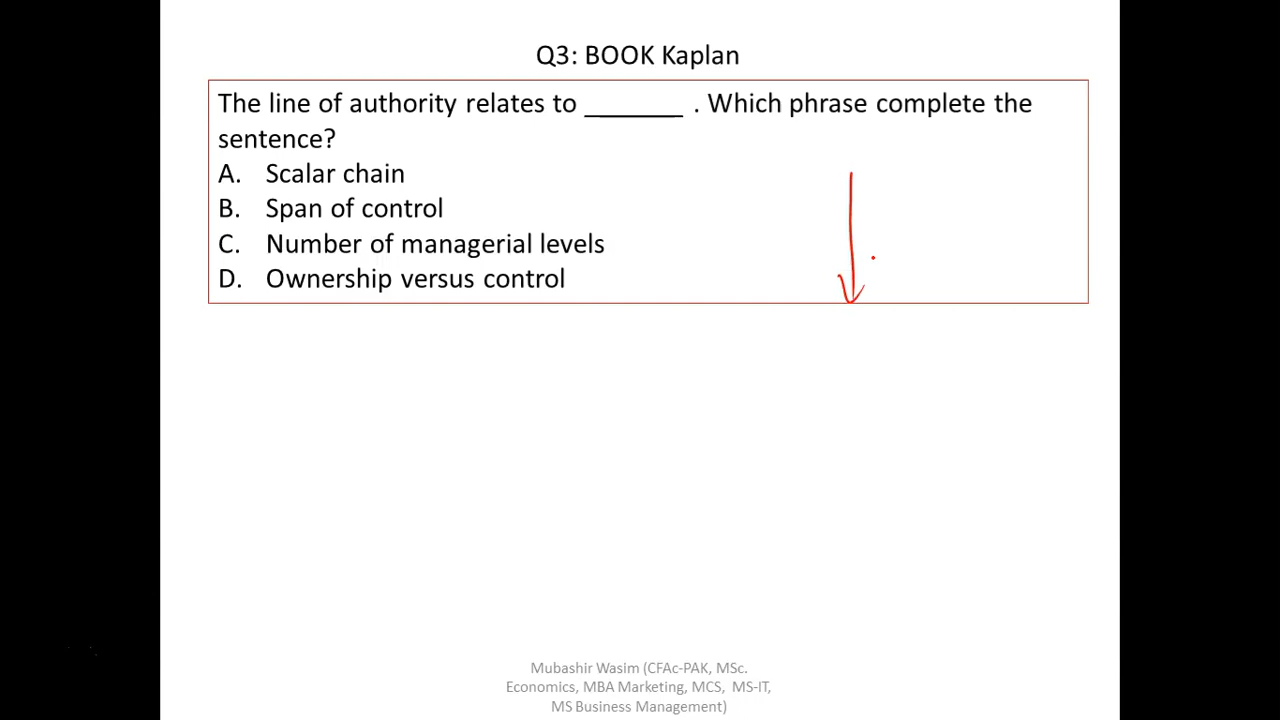 Q3: BOOK Kaplan
The line of authority relates to _______ . Which phrase complete the
sentence?
A. Scalar chain
B. Span of control
C. Number of managerial levels
D. Ownership versus control
Mubashir Wasim (CFAc-PAK, MSc.
Economics, MBA Marketing, MCS, MS-IT,
MS Business Management)